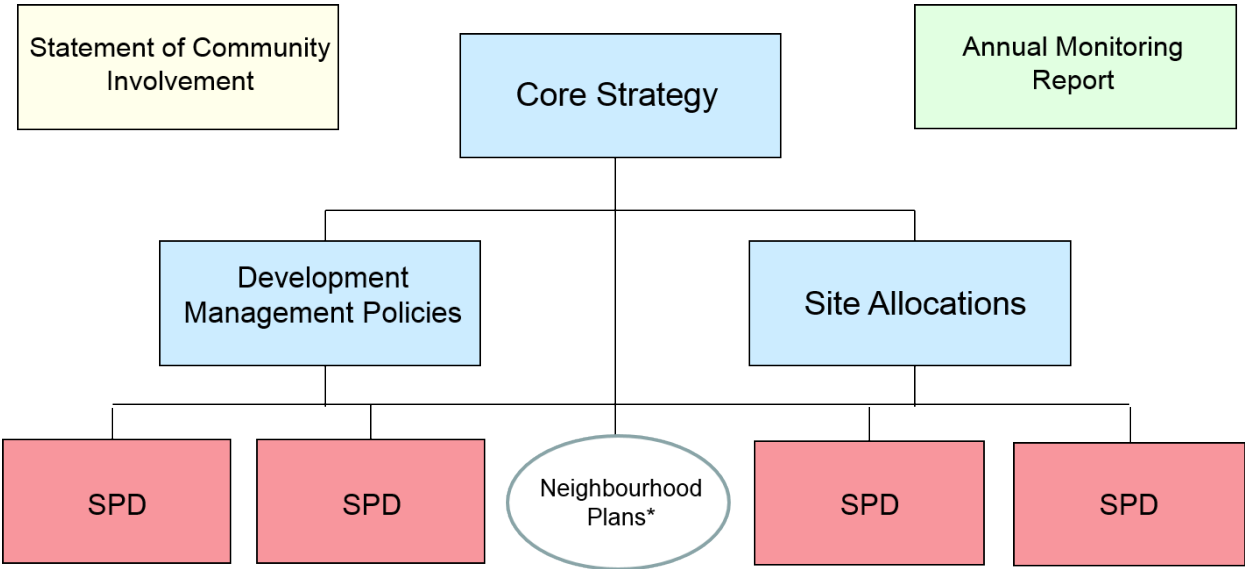 Statement of Community
Involvement
Core Strategy
Annual Monitoring
Report
Development
Management Policies
Site Allocations
SPD
SPD
Neighbourhood
Plans*
SPD
SPD